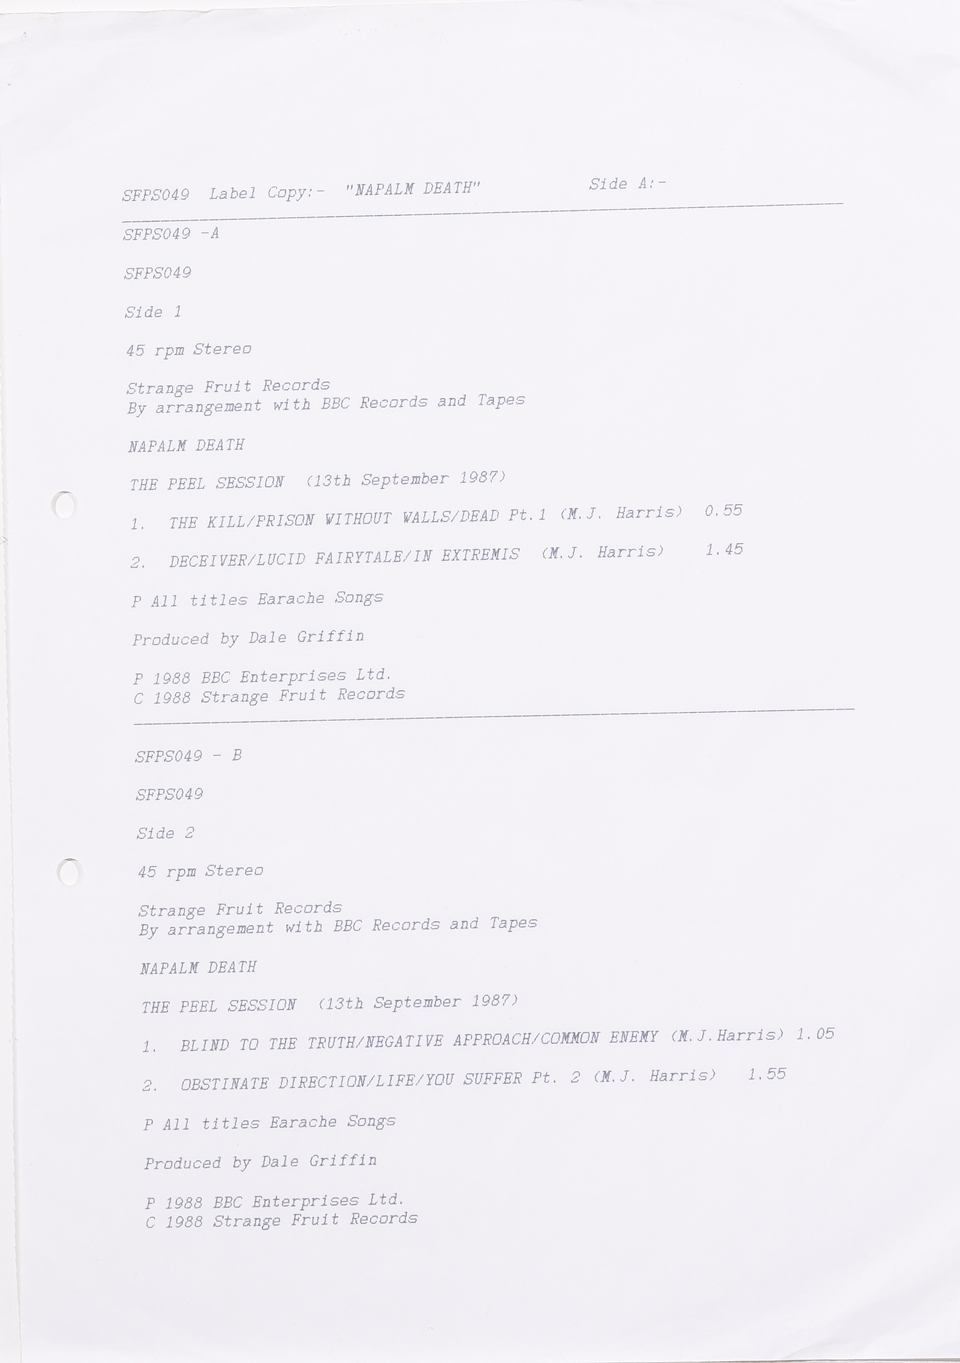 SFPS049 Label Copy:- "NAPALM DEATH" Side A:-
SFPS049 -A
SFPS049
Side 1
45 rpm Stereo
Strange Fruit Records
By arrangement with BBC Records and Tapes
NAPALM DEATH
THE PEEL SESSION (13th September 1987)
1. THE KILL/PRISON WITHOUT WALLS/DEAD Pt.1 (M.J. Harris) 0.55
2. DECEIVER/LUCID FAIRYTALE/IN EXTREMIS (M.J. Harris) 1.45
P All titles Earache Songs
Produced by Dale Griffin
P 1988 BBC Enterprises Ltd.
C 1988 Strange Fruit Records
SFPS049 - B
SFPS049
Side 2
45 rpm Stereo
Strange Fruit Records
By arrangement with BBC Records and Tapes
NAPALM DEATH
THE PEEL SESSION (13th September 1987)
1. BLIND TO THE TRUTH/NEGATIVE APPROACH/COMMON ENEMY (M.J.Harris) 1.05
2. OBSTINATE DIRECTION/LIFE/YOU SUFFER Pt. 2 (M.J. Harris) 1.55
P All titles Earache Songs
Produced by Dale Griffin
P 1988 BBC Enterprises Ltd.
C 1988 Strange Fruit Records